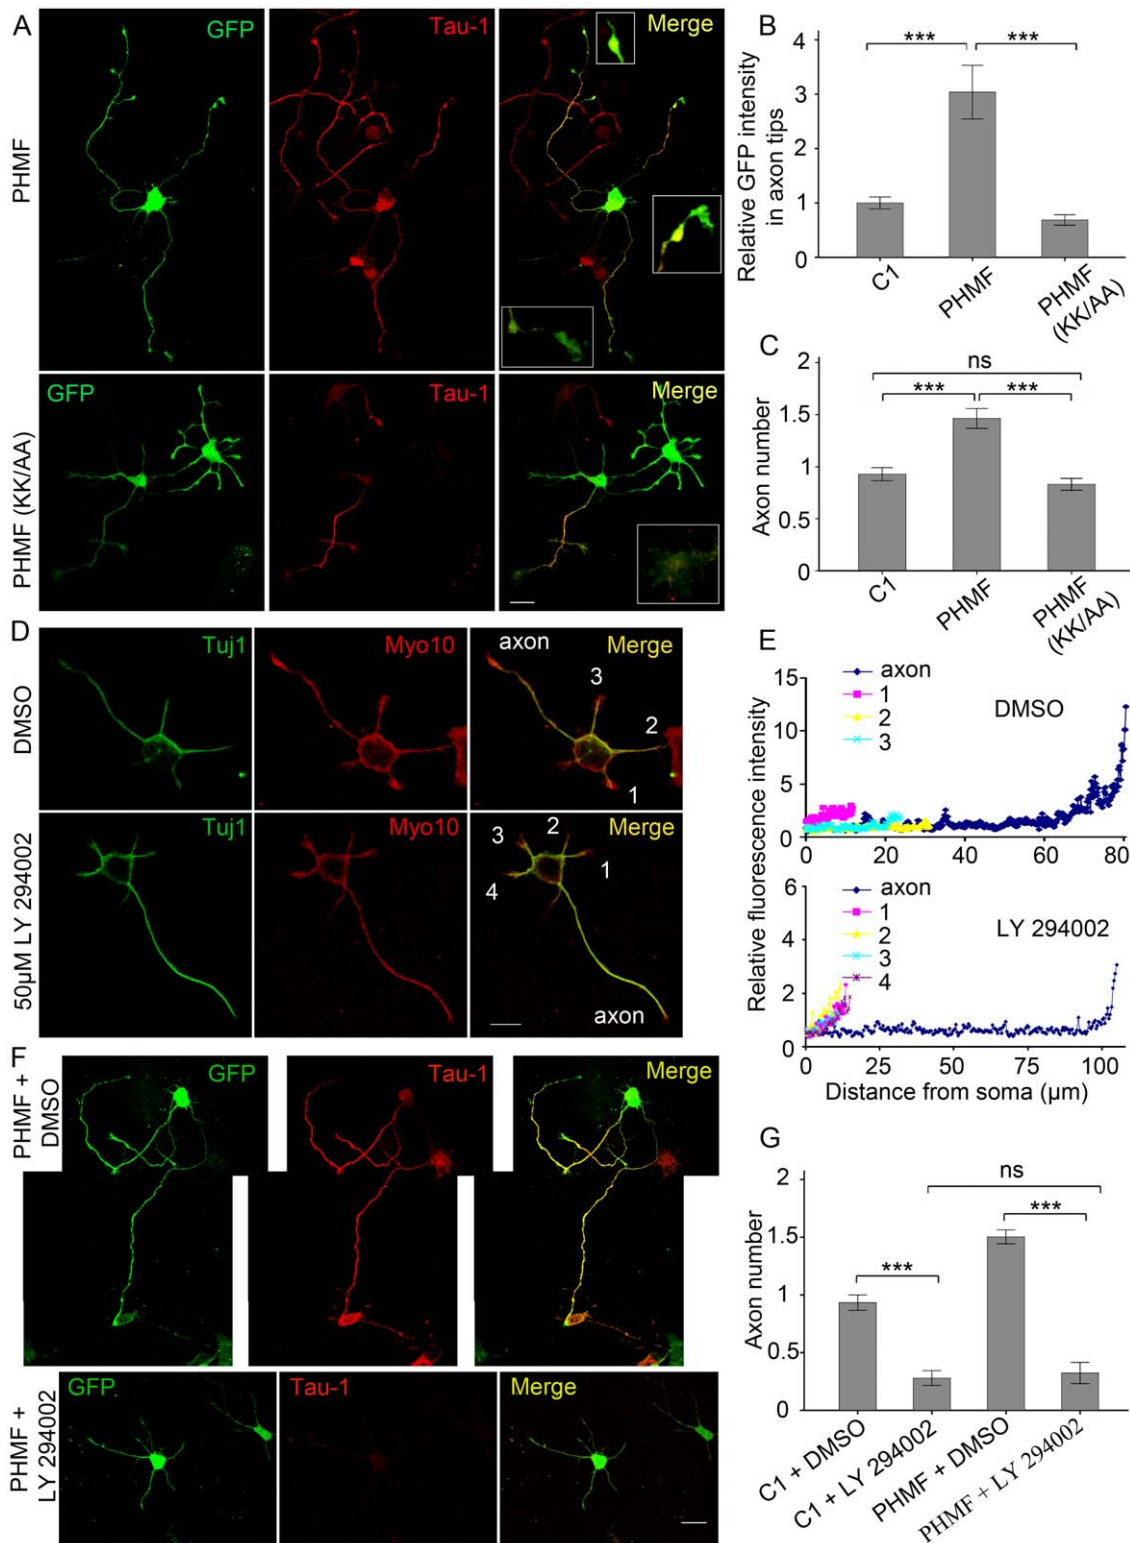 A
GFP
Tau-1
Merge
PHMF
GFP
Tau-1
Merge
PHMF (KK/AA)
B
Relative GFP intensity
in axon tips
4
3
2
1
0
***
***
C1
PHMF
PHMF
(KK/AA)
C
Axon number
2
1.5
1
0.5
0
ns
***
***
C1
PHMF
PHMF
(KK/AA)
D
Tuj1
Myo10
axon
Merge
3
2
1
DMSO
Tuj1
Myo10
2
Merge
3
1
4
axon
50µM LY 294002
E
Relative fluorescence intensity
15
10
5
0
axon
1
2
3
DMSO
0
20
40
60
80
6
4
2
0
axon
1
2
3
4
LY 294002
0
25
50
75
100
Distance from soma (µm)
F
PHMF +
DMSO
GFP
Tau-1
Merge
PHMF +
LY 294002
GFP
Tau-1
Merge
G
Axon number
2
1.5
1
0.5
0
ns
***
***
C1 + DMSO
C1 + LY 294002
PHMF + DMSO
PHMF + LY 294002